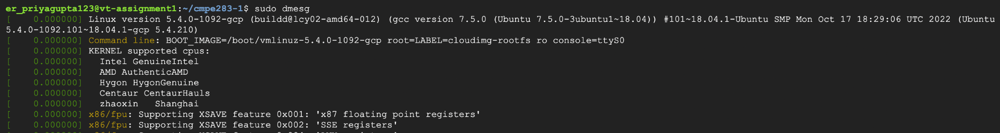 er_priyagupta123@vt-assignment1:~/cmpe283-1$ sudo dmesg
[    0.000000] Linux version 5.4.0-1092-gcp (buildd@lcy02-amd64-012) (gcc version 7.5.0 (Ubuntu 7.5.0-3ubuntu1~18.04)) #101~18.04.1-Ubuntu SMP Mon Oct 17 18:29:06 UTC 2022 (Ubuntu
5.4.0-1092.101~18.04.1-gcp 5.4.210)
[    0.000000] Command line: BOOT_IMAGE=/boot/vmlinuz-5.4.0-1092-gcp root=LABEL=cloudimg-rootfs ro console=ttyS0
[    0.000000] KERNEL supported cpus:
[    0.000000]   Intel GenuineIntel
[    0.000000]   AMD AuthenticAMD
[    0.000000]   Hygon HygonGenuine
[    0.000000]   Centaur CentaurHauls
[    0.000000]   zhaoxin   Shanghai
[    0.000000] x86/fpu: Supporting XSAVE feature 0x001: 'x87 floating point registers'
[    0.000000] x86/fpu: Supporting XSAVE feature 0x002: 'SSE registers'